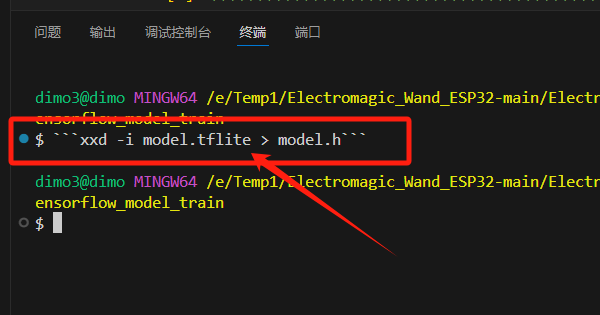 问题 输出 调试控制台 终端 端口
dimo3@dimo MINGW64 /e/Temp1/Electromagic_Wand_ESP32-main/Electr
ensorflow_model_train
$ ```xxd -i model.tflite > model.h```
dimo3@dimo MINGW64 /e/Temp1/Electromagic_Wand_ESP32-main/Electr
ensorflow_model_train
$